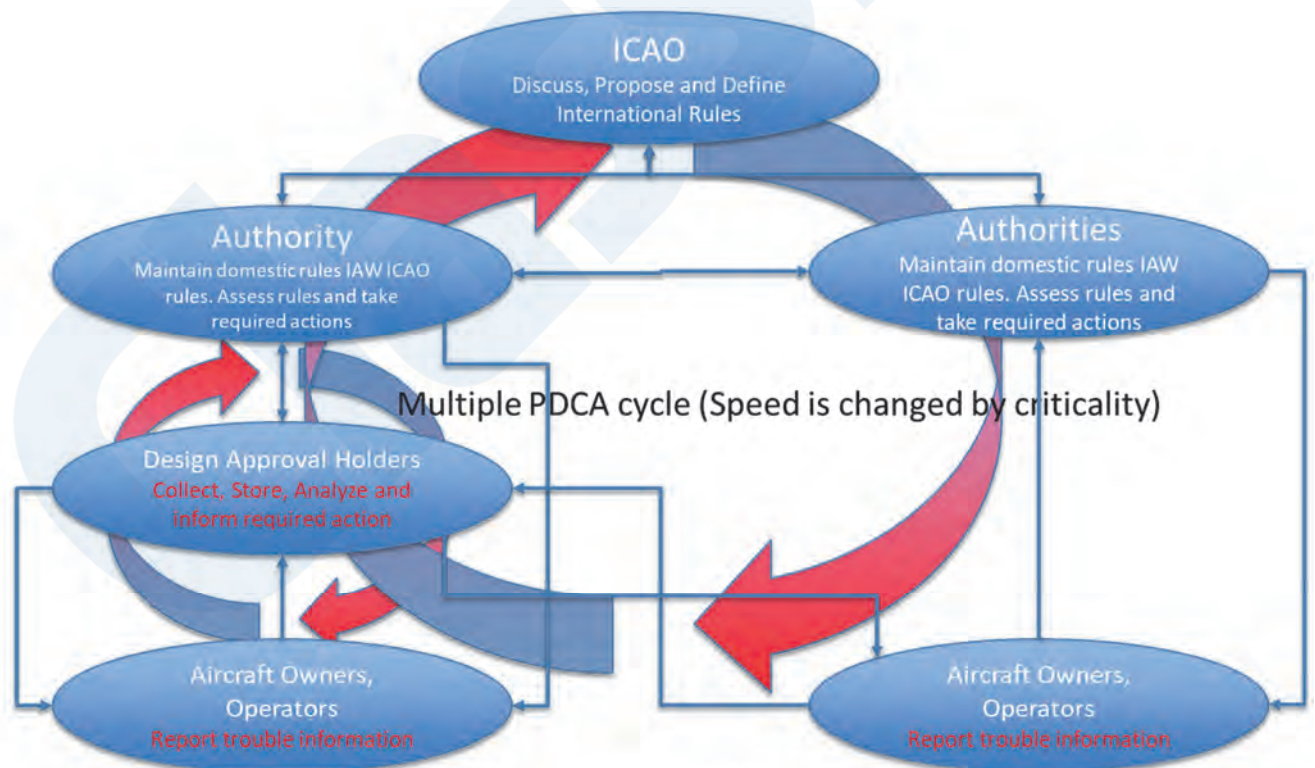 ICAO
Discuss, Propose and Define
International Rules
Authority
Maintain domestic rules IAW ICAO
rules. Assess rules and take
required actions
Authorities
Maintain domestic rules IAW
ICAO rules. Assess rules and
take required actions
Multiple PDCA cycle (Speed is changed by criticality)
Design Approval Holders
Collect, Store, Analyze and
inform required action
Aircraft Owners,
Operators
Report trouble information
Aircraft Owners,
Operators
Report trouble information